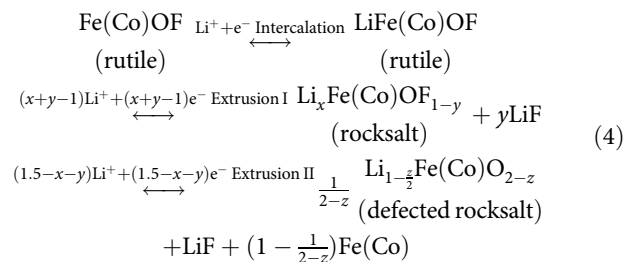 Fe(Co)OF Li⁺+e⁻ Intercalation ⟷ LiFe(Co)OF
(rutile) (rutile)
(x+y−1)Li⁺+(x+y−1)e⁻ Extrusion I ⟷ LiₓFe(Co)OF₁₋y + yLiF
(rocksalt) (4)
(1.5−x−y)Li⁺+(1.5−x−y)e⁻ Extrusion II ⟷ 1/(2−z) Li₁₋z/₂Fe(Co)O₂₋z
(defected rocksalt)
+LiF + (1 − 1/(2−z))Fe(Co)